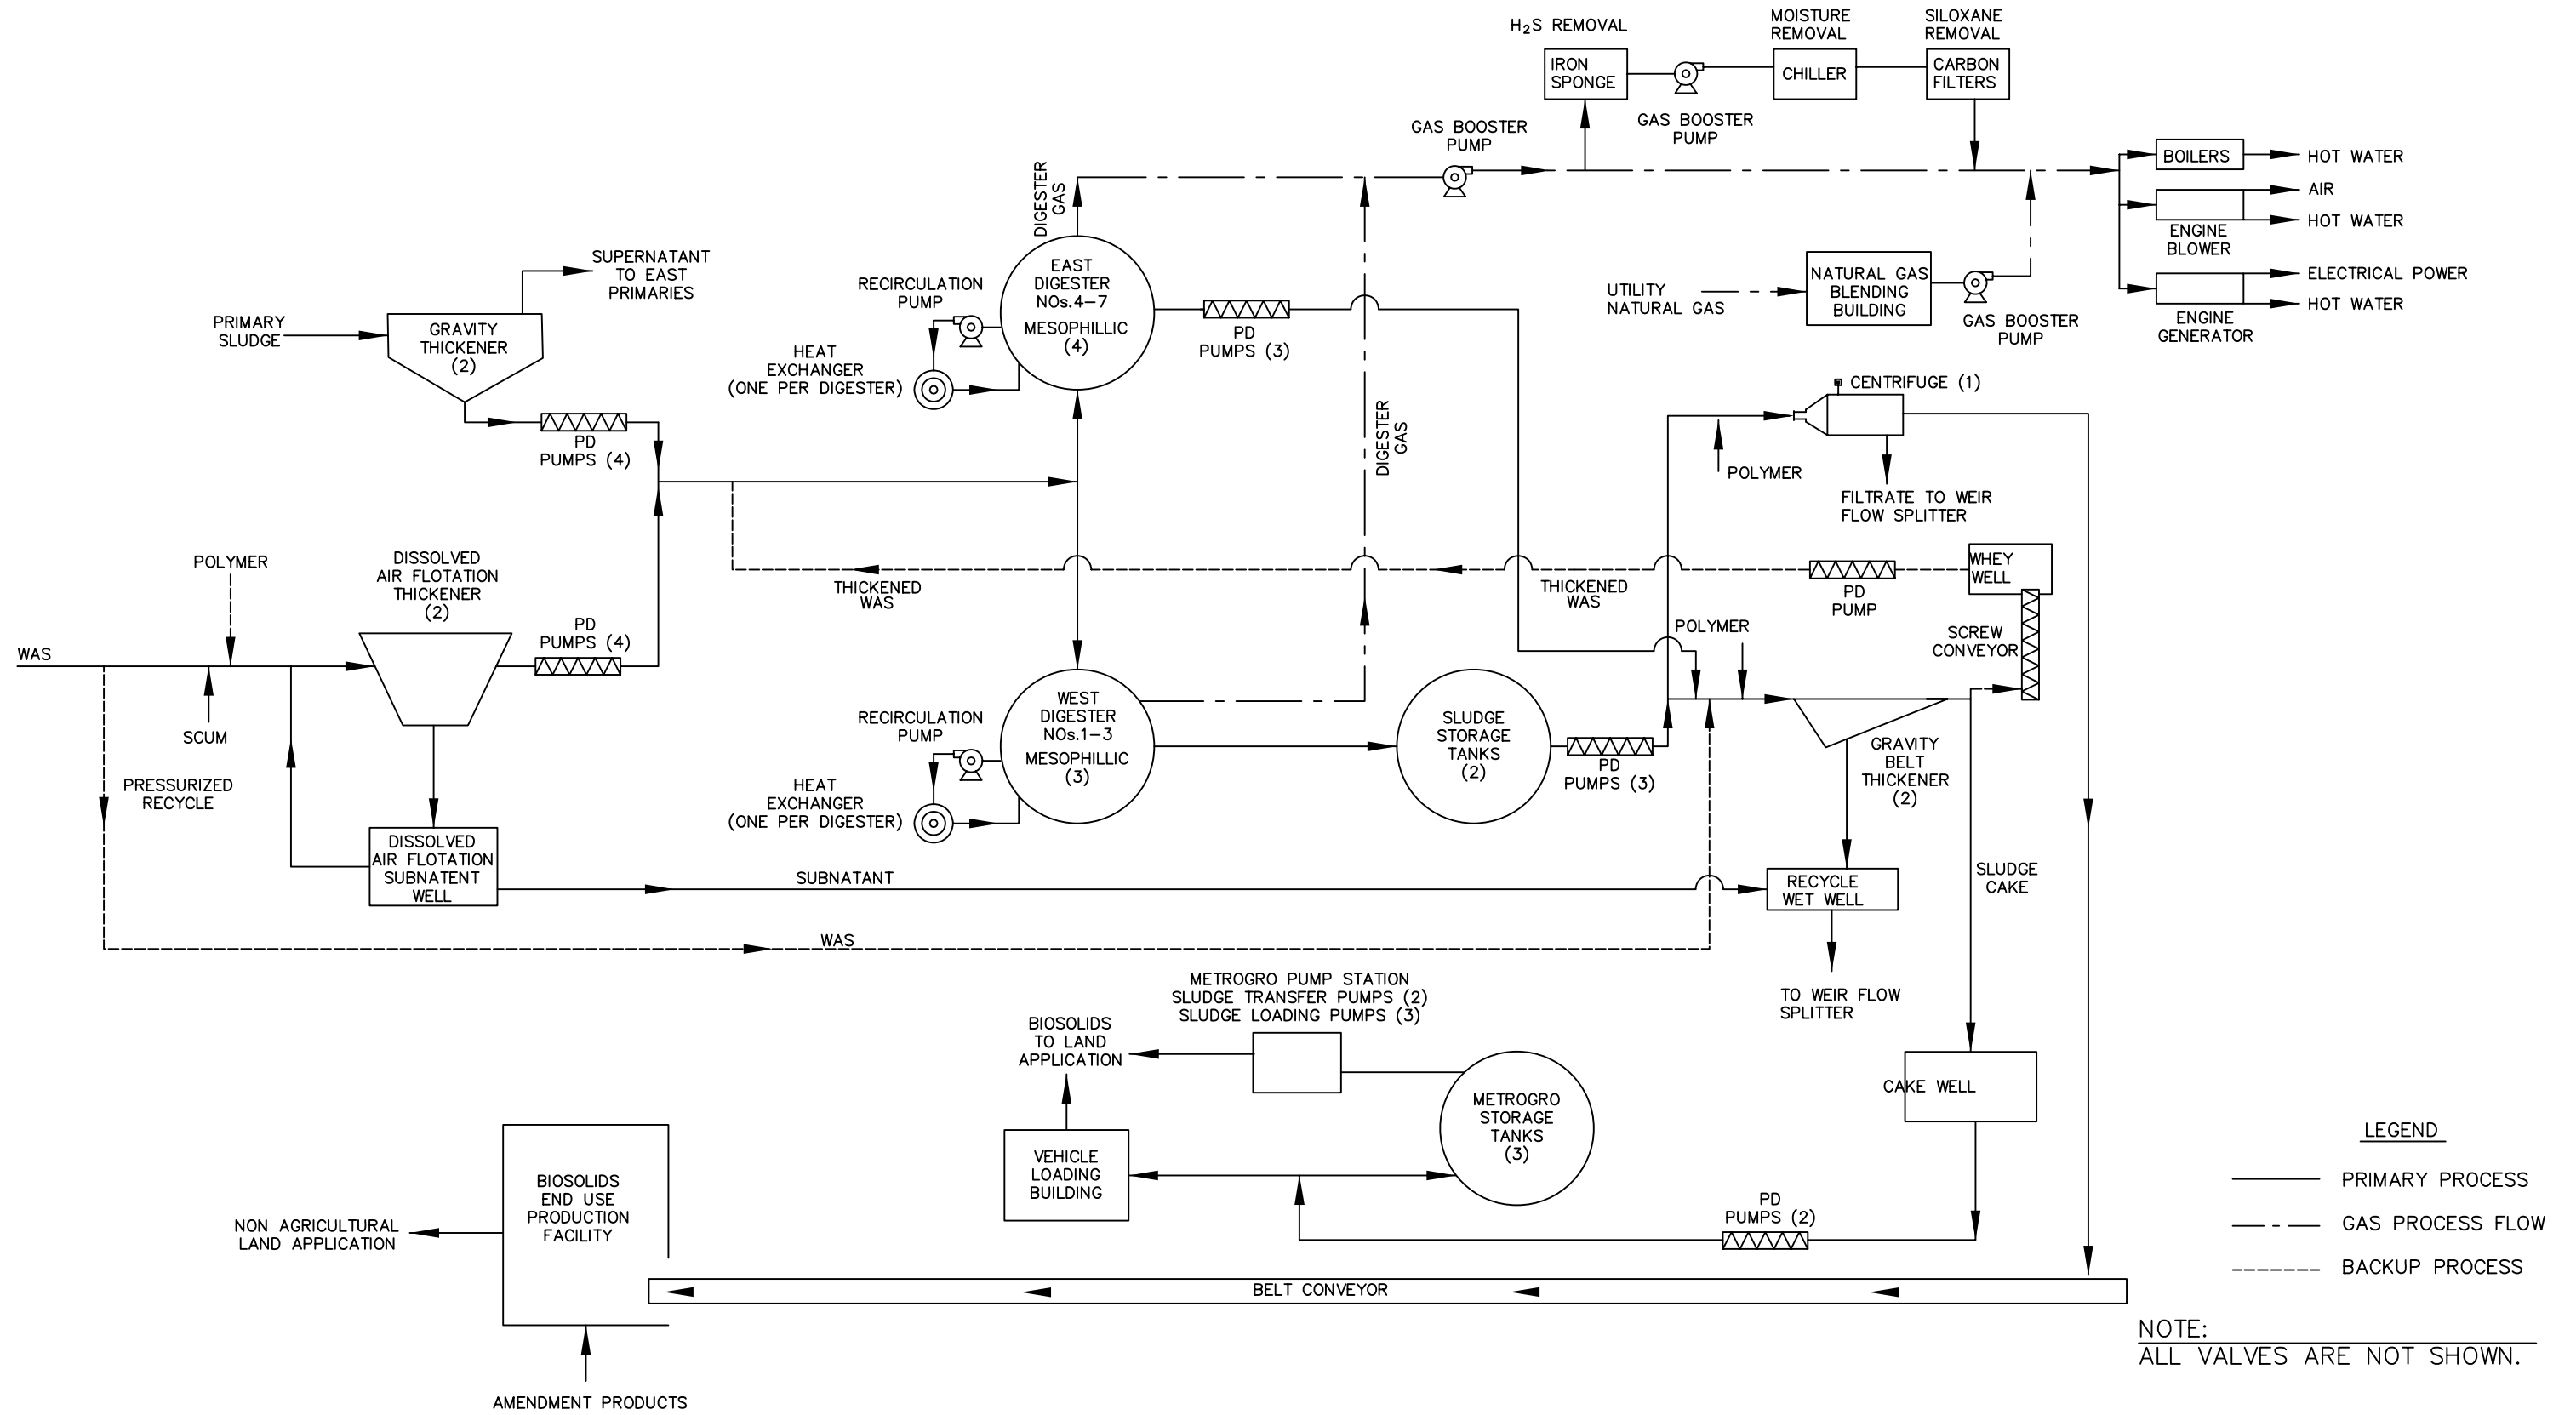 H₂S REMOVAL
MOISTURE
REMOVAL
SILOXANE
REMOVAL
IRON
SPONGE
CHILLER
CARBON
FILTERS
GAS BOOSTER
PUMP
GAS BOOSTER
PUMP
BOILERS
HOT WATER
AIR
HOT WATER
ENGINE
BLOWER
ELECTRICAL POWER
HOT WATER
ENGINE
GENERATOR
DIGESTER
GAS
UTILITY
NATURAL GAS
NATURAL GAS
BLENDING
BUILDING
GAS BOOSTER
PUMP
SUPERNATANT
TO EAST
PRIMARIES
PRIMARY
SLUDGE
GRAVITY
THICKENER
(2)
PD
PUMPS (4)
RECIRCULATION
PUMP
HEAT
EXCHANGER
(ONE PER DIGESTER)
EAST
DIGESTER
NOs.4-7
MESOPHILLIC
(4)
PD
PUMPS (3)
DIGESTER
GAS
CENTRIFUGE (1)
POLYMER
FILTRATE TO WEIR
FLOW SPLITTER
POLYMER
DISSOLVED
AIR FLOTATION
THICKENER
(2)
WAS
SCUM
PRESSURIZED
RECYCLE
PD
PUMPS (4)
THICKENED
WAS
THICKENED
WAS
PD
PUMP
WHEY
WELL
SCREW
CONVEYOR
POLYMER
RECIRCULATION
PUMP
HEAT
EXCHANGER
(ONE PER DIGESTER)
WEST
DIGESTER
NOs.1-3
MESOPHILLIC
(3)
SLUDGE
STORAGE
TANKS
(2)
PD
PUMPS (3)
GRAVITY
BELT
THICKENER
(2)
DISSOLVED
AIR FLOTATION
SUBNATENT
WELL
SUBNATANT
RECYCLE
WET WELL
SLUDGE
CAKE
WAS
TO WEIR FLOW
SPLITTER
METROGRO PUMP STATION
SLUDGE TRANSFER PUMPS (2)
SLUDGE LOADING PUMPS (3)
BIOSOLIDS
TO LAND
APPLICATION
METROGRO
STORAGE
TANKS
(3)
CAKE WELL
VEHICLE
LOADING
BUILDING
PD
PUMPS (2)
BIOSOLIDS
END USE
PRODUCTION
FACILITY
NON AGRICULTURAL
LAND APPLICATION
BELT CONVEYOR
AMENDMENT PRODUCTS
LEGEND
PRIMARY PROCESS
GAS PROCESS FLOW
BACKUP PROCESS
NOTE:
ALL VALVES ARE NOT SHOWN.